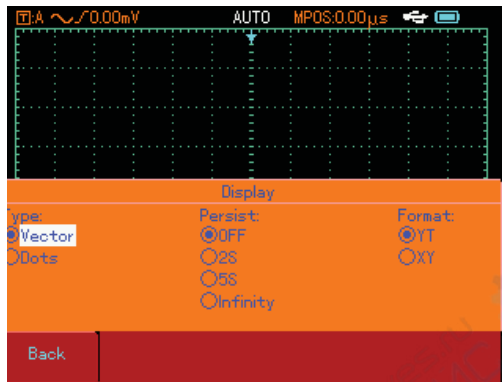 T:A 0.00mV AUTO MPOS:0.00μs
Display
Type: Persist: Format:
Vector OFF YT
Dots 2S XY
5S
Infinity
Back